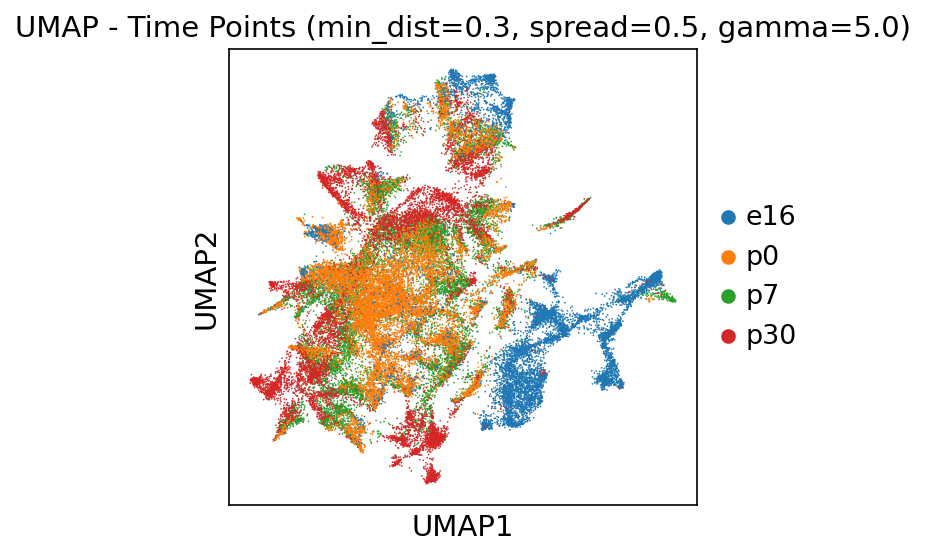 UMAP - Time Points (min_dist=0.3, spread=0.5, gamma=5.0)
UMAP2
e16
p0
p7
p30
UMAP1